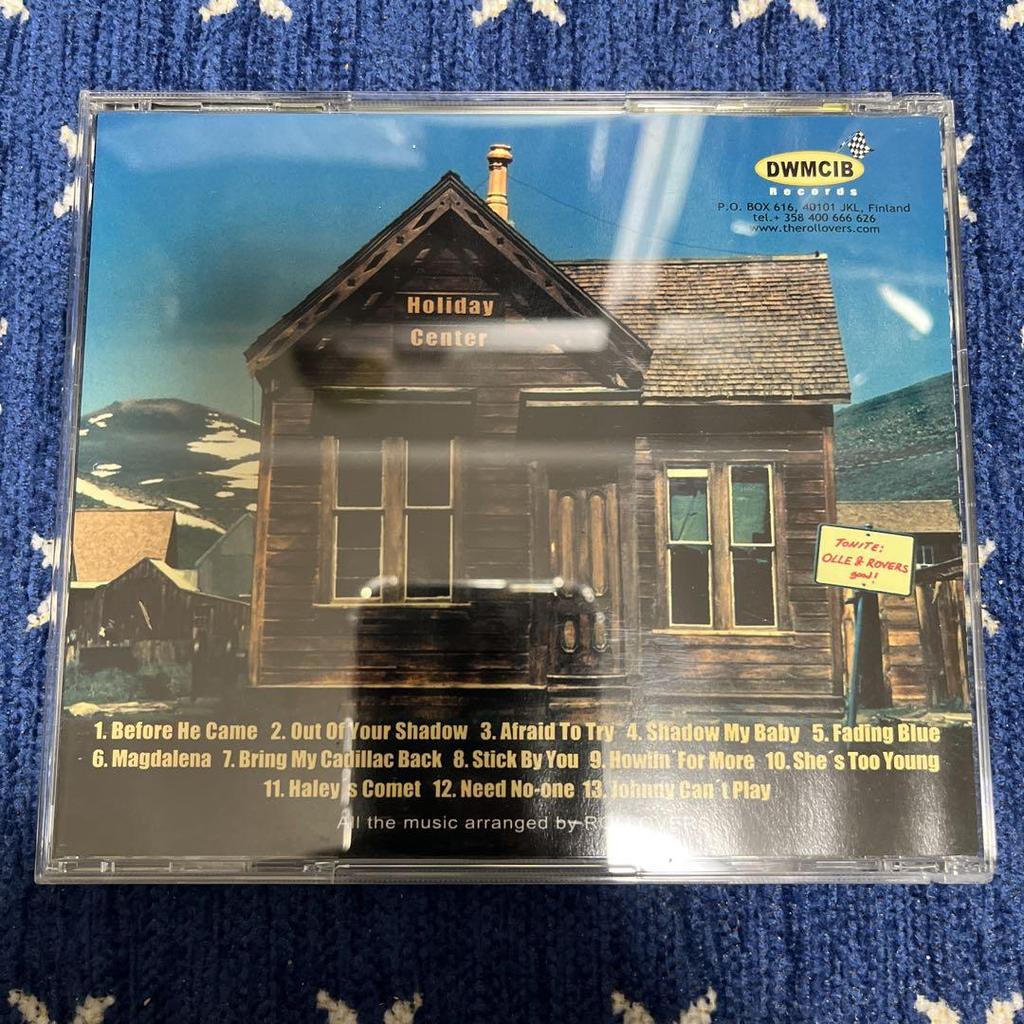 DWMCIB
Records
P.O. BOX 616, 40101 JKL, Finland
tel.+ 358 400 666 626
www.therollovers.com
Holiday
Center
TONITE:
OLLE & ROVERS
good!
1. Before He Came 2. Out Of Your Shadow 3. Afraid To Try 4. Shadow My Baby 5. Fading Blue
6. Magdalena 7. Bring My Cadillac Back 8. Stick By You 9. Howlin´For More 10. She´s Too Young
11. Haley´s Comet 12. Need No-one 13. Johnny Can´t Play
All the music arranged by ROLLOVERS